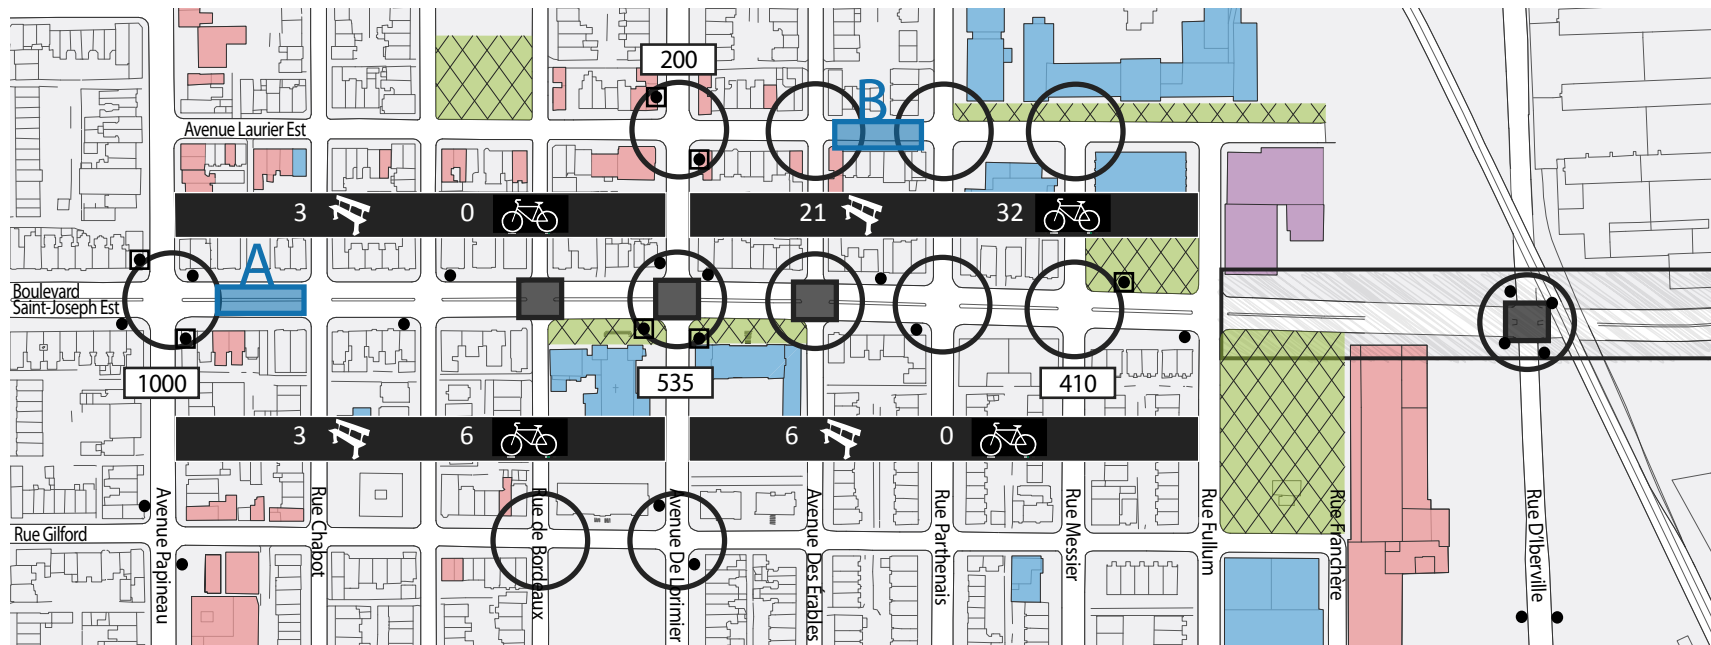 200
B
Avenue Laurier Est
3 0 21 32
A
Boulevard
Saint-Joseph Est
1000 535 410
3 6 6 0
Rue Gilford
Avenue Papineau
Rue Chabot
Rue de Bordeaux
Avenue De Lorimier
Avenue Des Érables
Rue Parthenais
Rue Messier
Rue Fullum
Rue Franchère
Rue D'Iberville